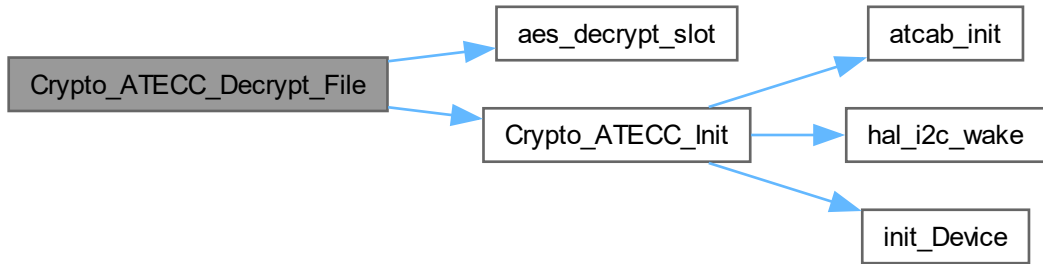 Crypto_ATECC_Decrypt_File
aes_decrypt_slot
Crypto_ATECC_Init
atcab_init
hal_i2c_wake
init_Device